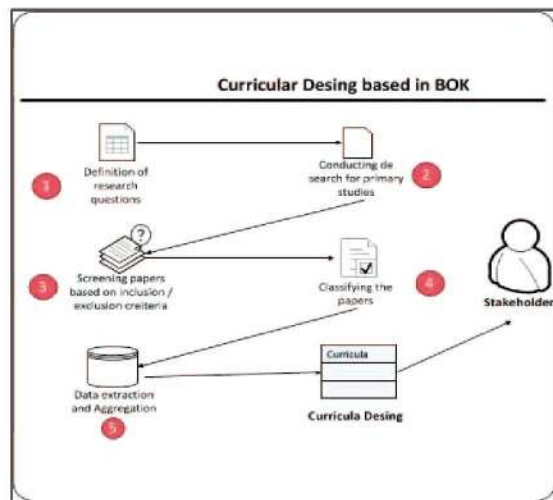 Curricular Desing based in BOK
1
Definition of
research
questions
Conducting de
search for primary
studies
2
?
3
Screening papers
based on inclusion /
exclusion creiteria
Classifying the
papers
4
Stakeholder
Data extraction
and Aggregation
5
Curricula
Curricula Desing